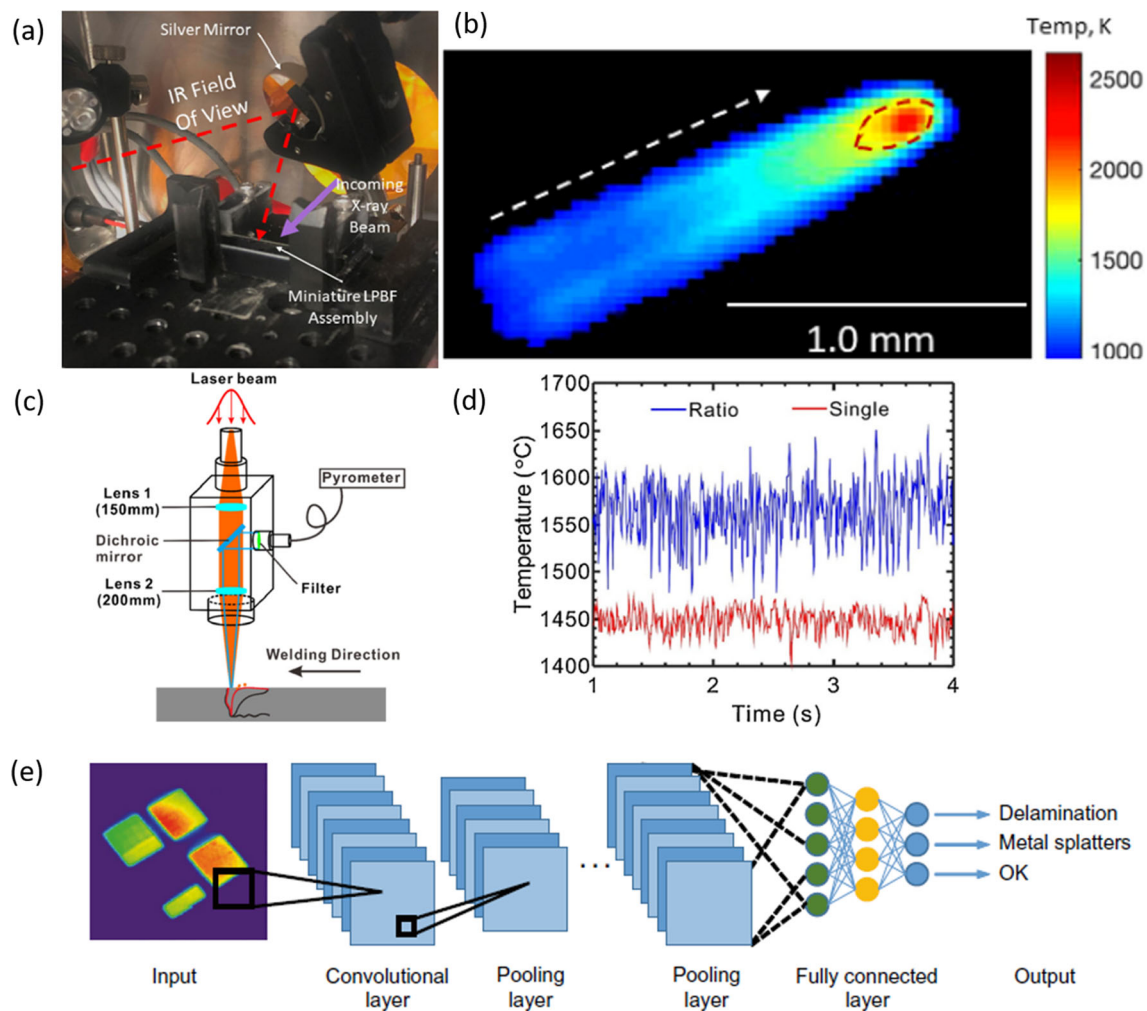 (a)
Silver Mirror
IR Field
Of View
Incoming
X-ray
Beam
Miniature LPBF
Assembly
(b)
Temp, K
2500
2000
1500
1000
1.0 mm
(c)
Laser beam
Pyrometer
Lens 1
(150mm)
Dichroic
mirror
Lens 2
(200mm)
Filter
Welding Direction
(d)
Ratio
Single
Temperature (°C)
1700
1650
1600
1550
1500
1450
1400
1
2
3
4
Time (s)
(e)
...
Delamination
Metal splatters
OK
Input
Convolutional
layer
Pooling
layer
Pooling
layer
Fully connected
layer
Output